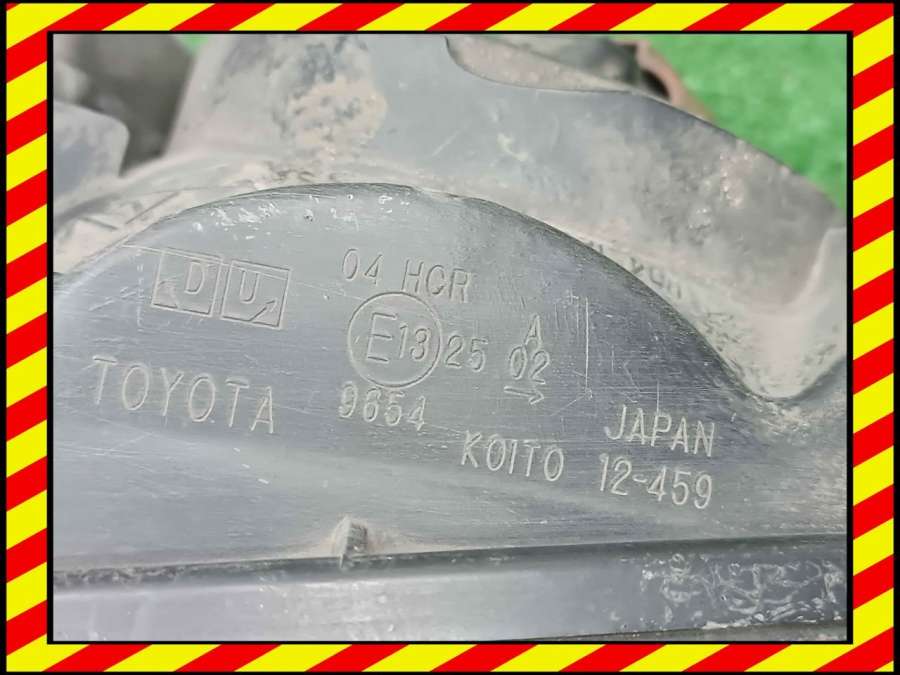 D U
04 HCR
E13 25 A 02
TOYOTA
9654
JAPAN
KOITO 12-459